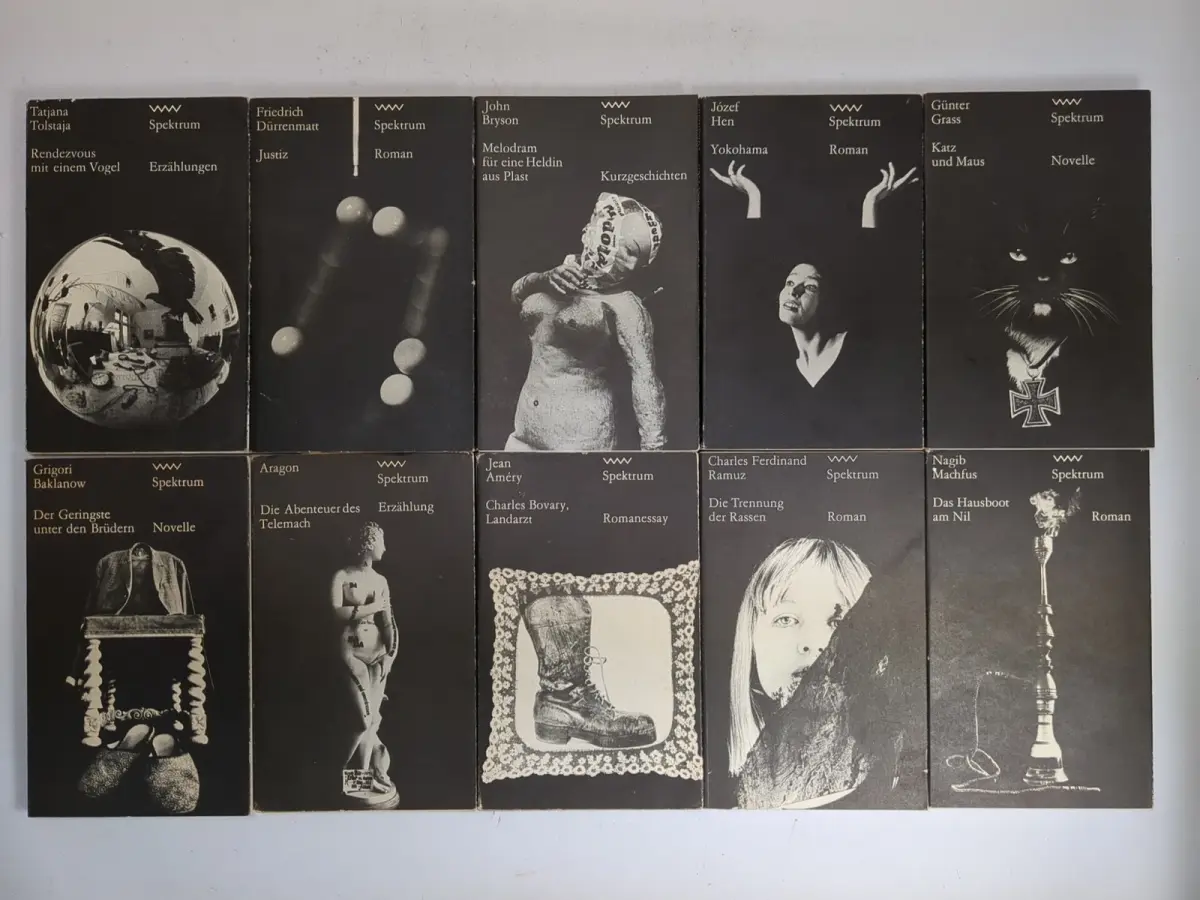 Tatjana
Tolstaja
Spektrum
Rendezvous
mit einem Vogel
Erzählungen
Friedrich
Dürrenmatt
Spektrum
Justiz
Roman
John
Bryson
Spektrum
Melodram
für eine Heldin
aus Plast
Kurzgeschichten
Józef
Hen
Spektrum
Yokohama
Roman
Günter
Grass
Spektrum
Katz
und Maus
Novelle
Grigori
Baklanow
Spektrum
Der Geringste
unter den Brüdern
Novelle
Aragon
Spektrum
Die Abenteuer des
Telemach
Erzählung
Jean
Améry
Spektrum
Charles Bovary,
Landarzt
Romanessay
Charles Ferdinand
Ramuz
Spektrum
Die Trennung
der Rassen
Roman
Nagib
Machfus
Spektrum
Das Hausboot
am Nil
Roman